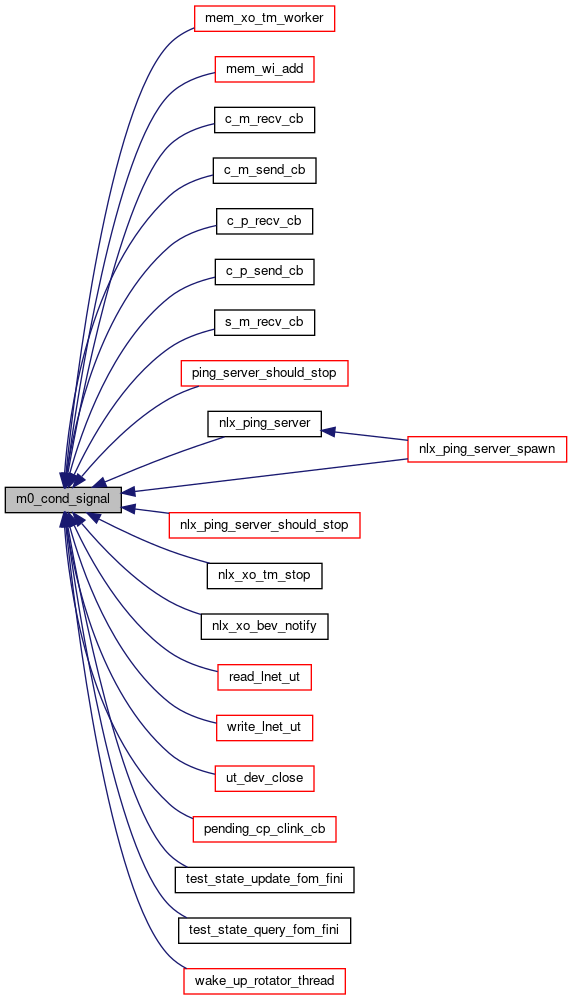 mem_xo_tm_worker
mem_wi_add
c_m_recv_cb
c_m_send_cb
c_p_recv_cb
c_p_send_cb
s_m_recv_cb
ping_server_should_stop
nlx_ping_server
nlx_ping_server_spawn
m0_cond_signal
nlx_ping_server_should_stop
nlx_xo_tm_stop
nlx_xo_bev_notify
read_lnet_ut
write_lnet_ut
ut_dev_close
pending_cp_clink_cb
test_state_update_fom_fini
test_state_query_fom_fini
wake_up_rotator_thread